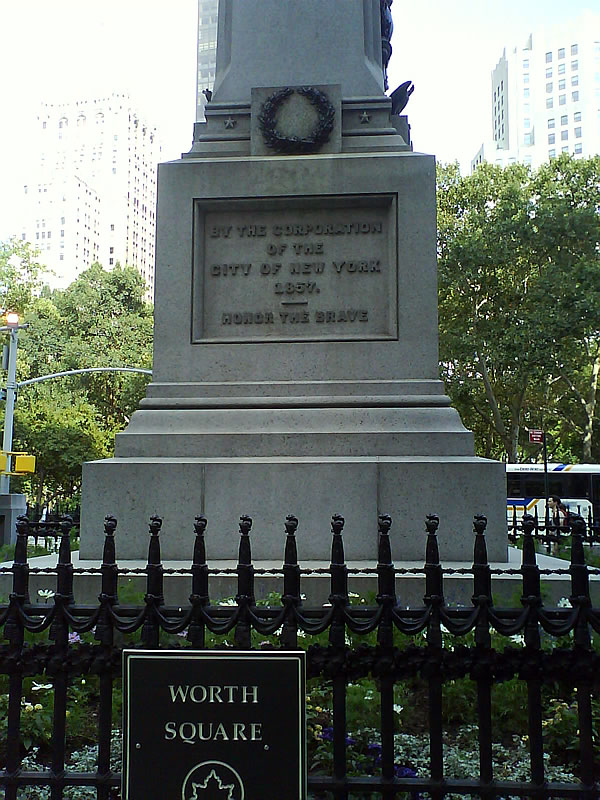 BY THE CORPORATION
OF THE
CITY OF NEW YORK
1857.
HONOR THE BRAVE
WORTH
SQUARE